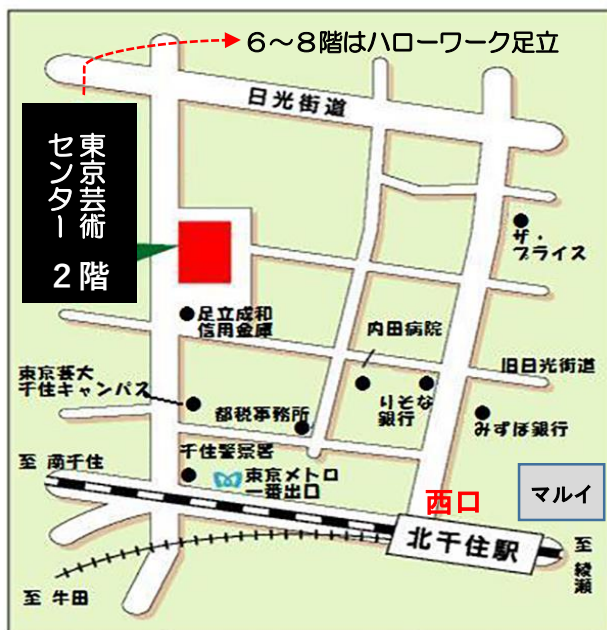 6～8階はハローワーク足立
日光街道
東京芸術
センター 2階
ザ・
プライス
足立成和
信用金庫
内田病院
旧日光街道
東京芸大
千住キャンパス
都税事務所
りそな
銀行
みずほ銀行
千住警察署
至 南千住
東京メトロ
一番出口
西口
マルイ
北千住駅
至 綾瀬
至 牛田